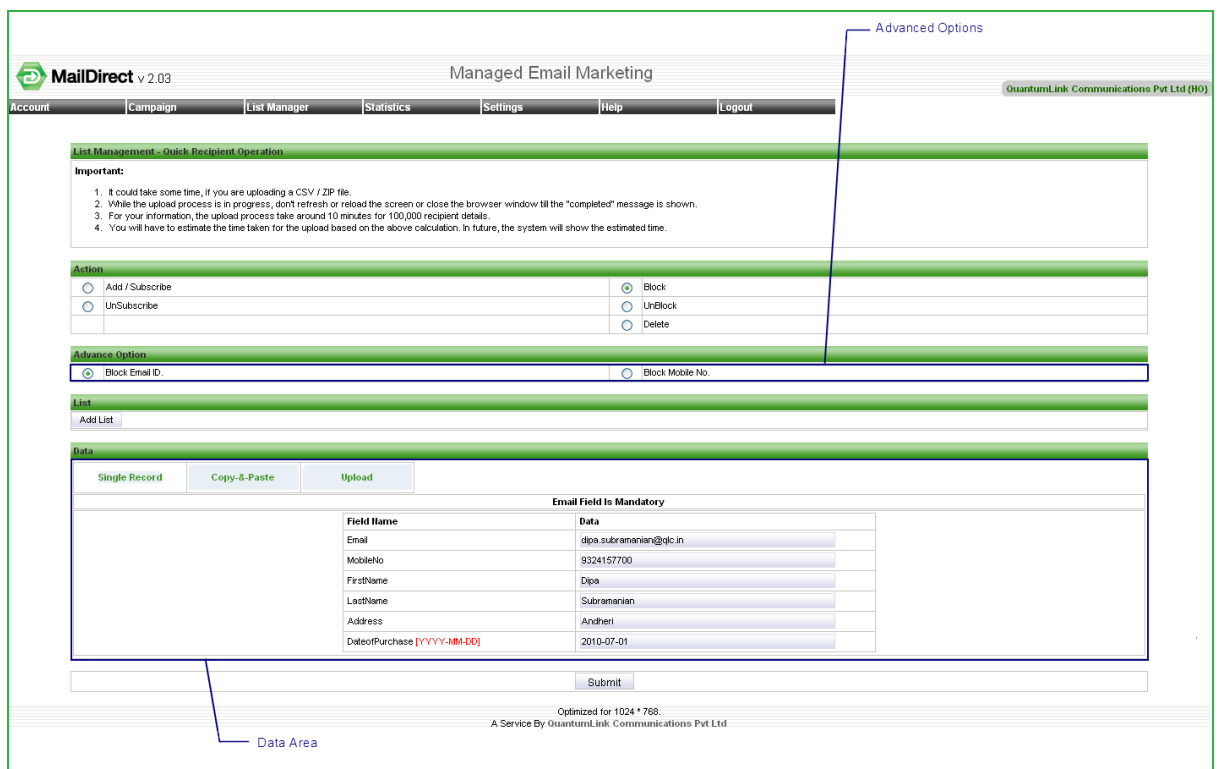 Advanced Options
MailDirect v 2.03
Managed Email Marketing
QuantumLink Communications Pvt Ltd (HO)
Account Campaign List Manager Statistics Settings Help Logout
List Management - Quick Recipient Operation
Important:
1. It could take some time, if you are uploading a CSV / ZIP file.
2. While the upload process is in progress, don't refresh or reload the screen or close the browser window till the "completed" message is shown.
3. For your information, the upload process take around 10 minutes for 100,000 recipient details.
4. You will have to estimate the time taken for the upload based on the above calculation. In future, the system will show the estimated time.
Action
Add / Subscribe Block
UnSubscribe UnBlock
Delete
Advance Option
Block Email ID. Block Mobile No.
List
Add List
Data
Single Record Copy-&-Paste Upload
Email Field Is Mandatory
Field Name Data
Email dipa.subramanian@qlc.in
MobileNo 9324157700
FirstName Dipa
LastName Subramanian
Address Andheri
DateofPurchase [YYYY-MM-DD] 2010-07-01
Submit
Optimized for 1024 * 768.
A Service By QuantumLink Communications Pvt Ltd
Data Area